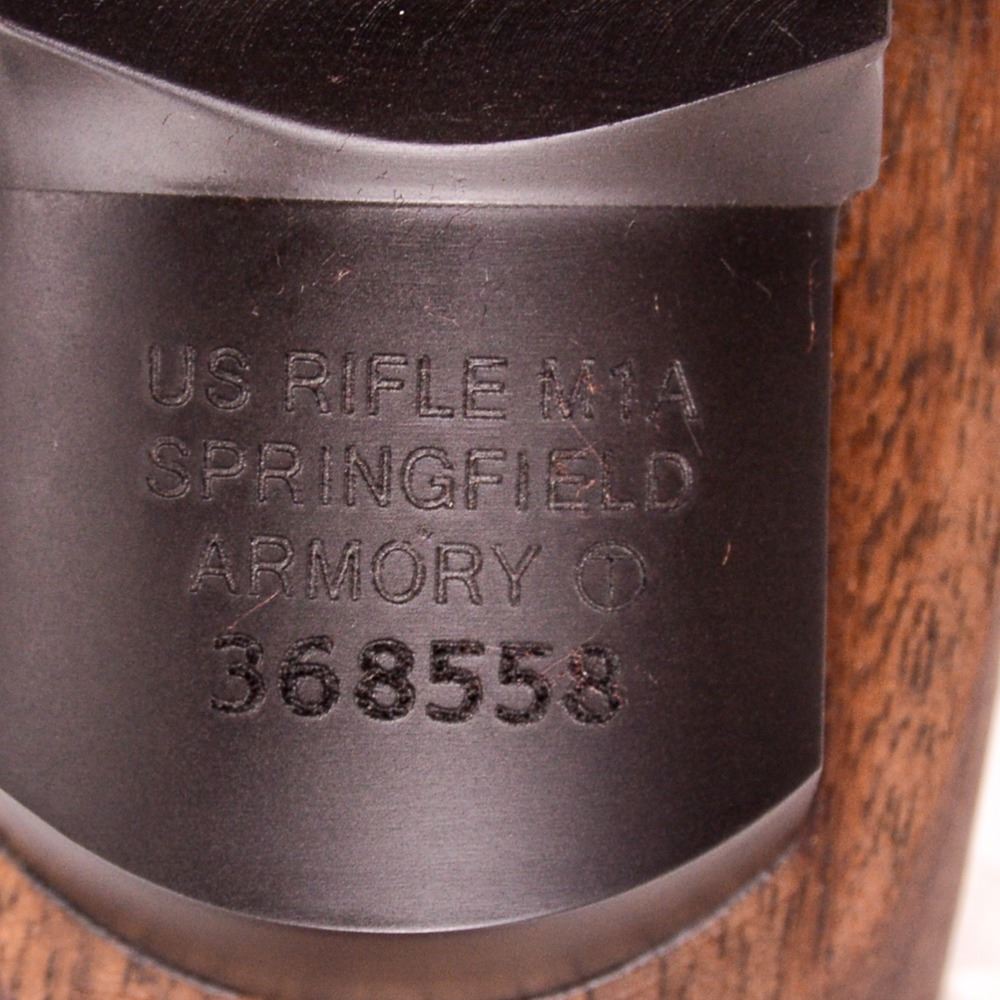 US RIFLE M1A
SPRINGFIELD
ARMORY Ⓣ
368558